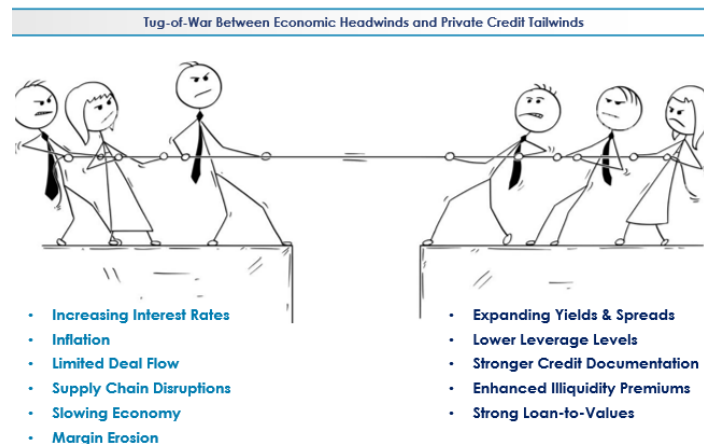 Tug-of-War Between Economic Headwinds and Private Credit Tailwinds
• Increasing Interest Rates
• Inflation
• Limited Deal Flow
• Supply Chain Disruptions
• Slowing Economy
• Margin Erosion
• Expanding Yields & Spreads
• Lower Leverage Levels
• Stronger Credit Documentation
• Enhanced Illiquidity Premiums
• Strong Loan-to-Values